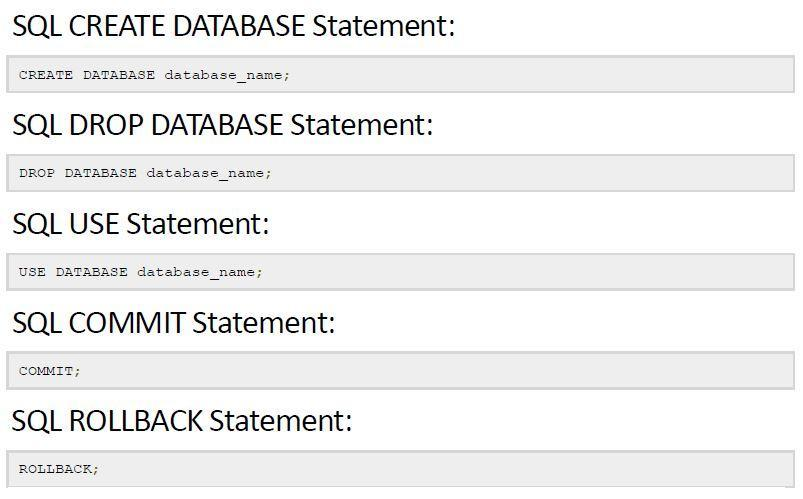 SQL CREATE DATABASE Statement:
CREATE DATABASE database_name;
SQL DROP DATABASE Statement:
DROP DATABASE database_name;
SQL USE Statement:
USE DATABASE database_name;
SQL COMMIT Statement:
COMMIT;
SQL ROLLBACK Statement:
ROLLBACK;